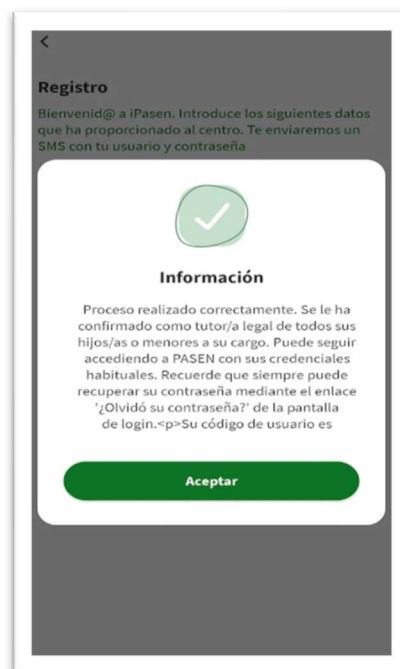 Registro
Bienvenid@ a iPasen. Introduce los siguientes datos
que ha proporcionado al centro. Te enviaremos un
SMS con tu usuario y contraseña
Información
Proceso realizado correctamente. Se le ha
confirmado como tutor/a legal de todos sus
hijos/as o menores a su cargo. Puede seguir
accediendo a PASEN con sus credenciales
habituales. Recuerde que siempre puede
recuperar su contraseña mediante el enlace
'¿Olvidó su contraseña?' de la pantalla
de login.<p>Su código de usuario es
Aceptar